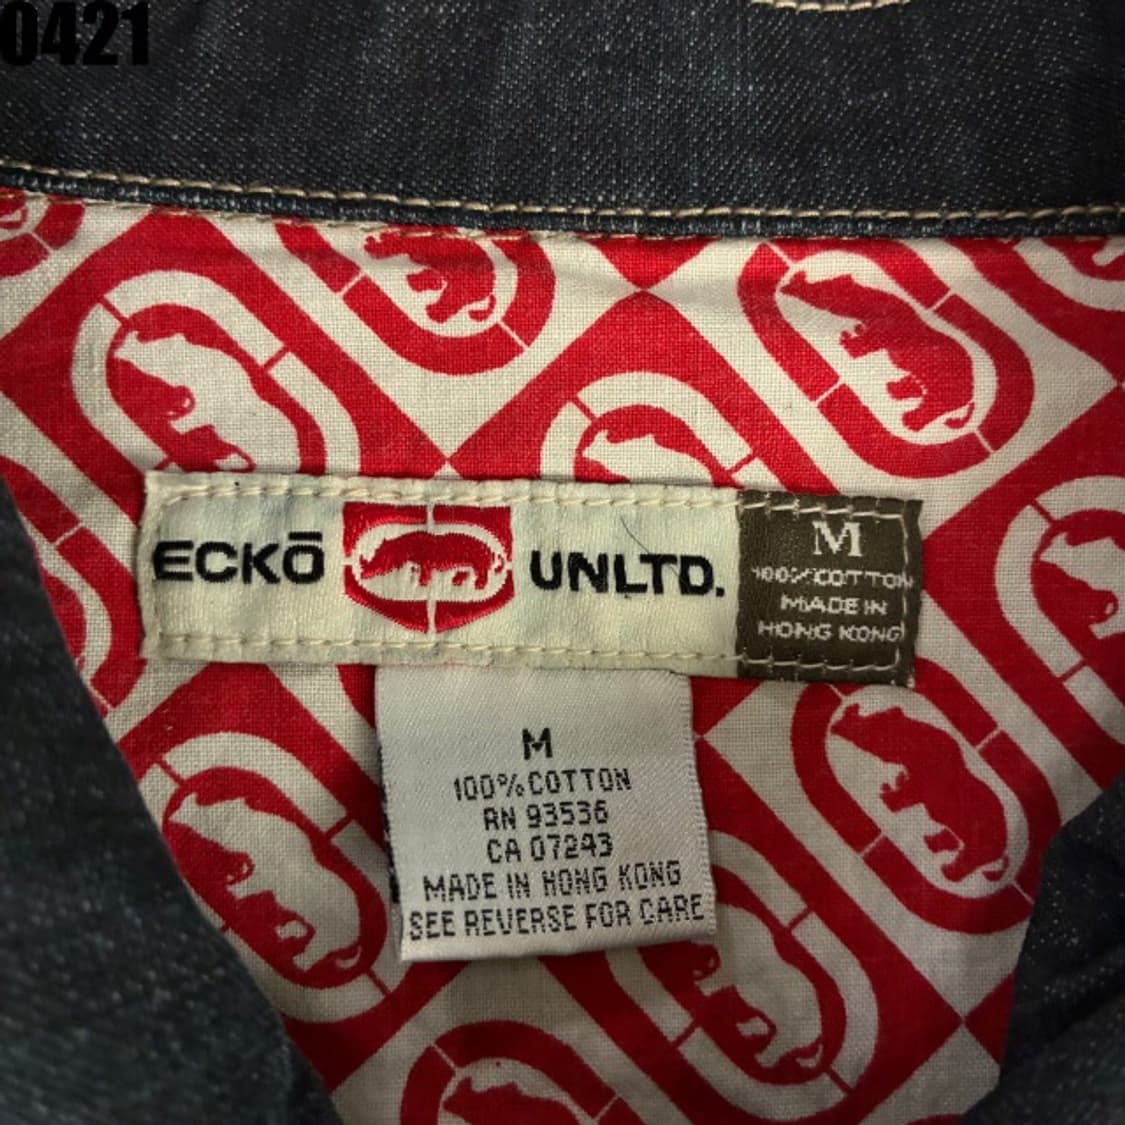 0421
ECKŌ UNLTD.
M
100% COTTON
MADE IN
HONG KONG
M
100% COTTON
RN 93536
CA 07243
MADE IN HONG KONG
SEE REVERSE FOR CARE